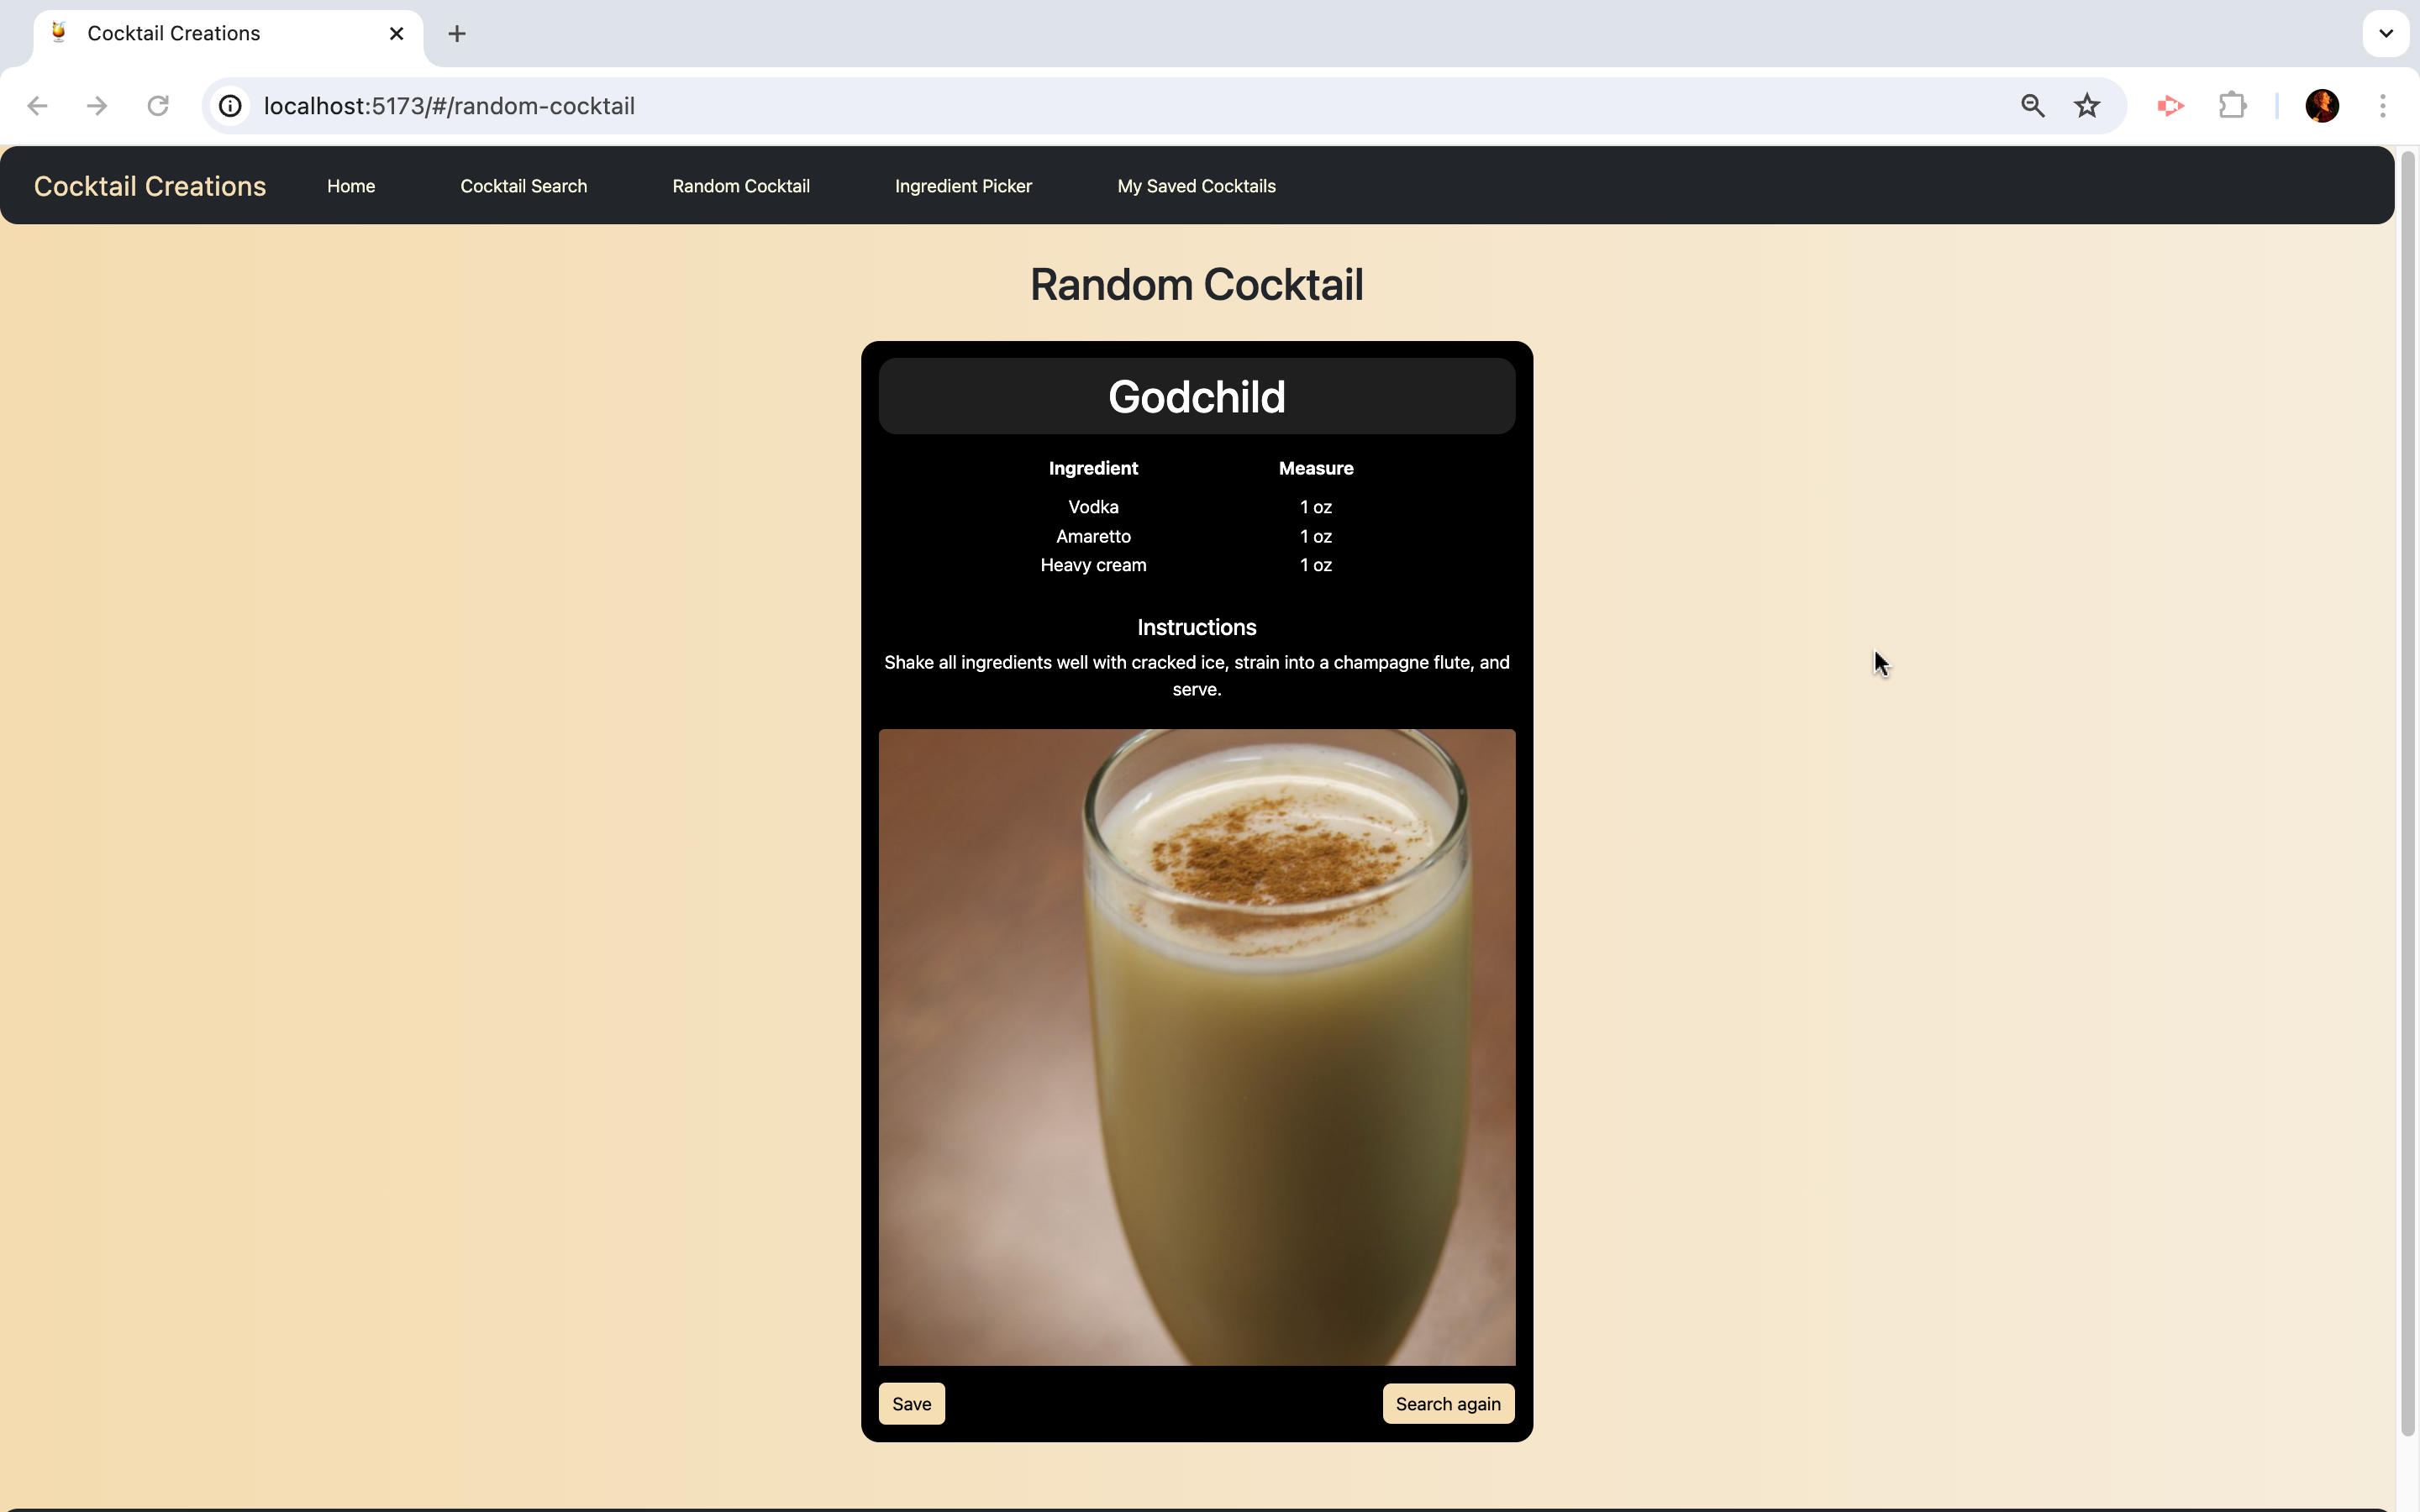 Cocktail Creations
localhost:5173/#/random-cocktail
Cocktail Creations Home Cocktail Search Random Cocktail Ingredient Picker My Saved Cocktails
Random Cocktail
Godchild
Ingredient Measure
Vodka 1 oz
Amaretto 1 oz
Heavy cream 1 oz
Instructions
Shake all ingredients well with cracked ice, strain into a champagne flute, and
serve.
Save Search again